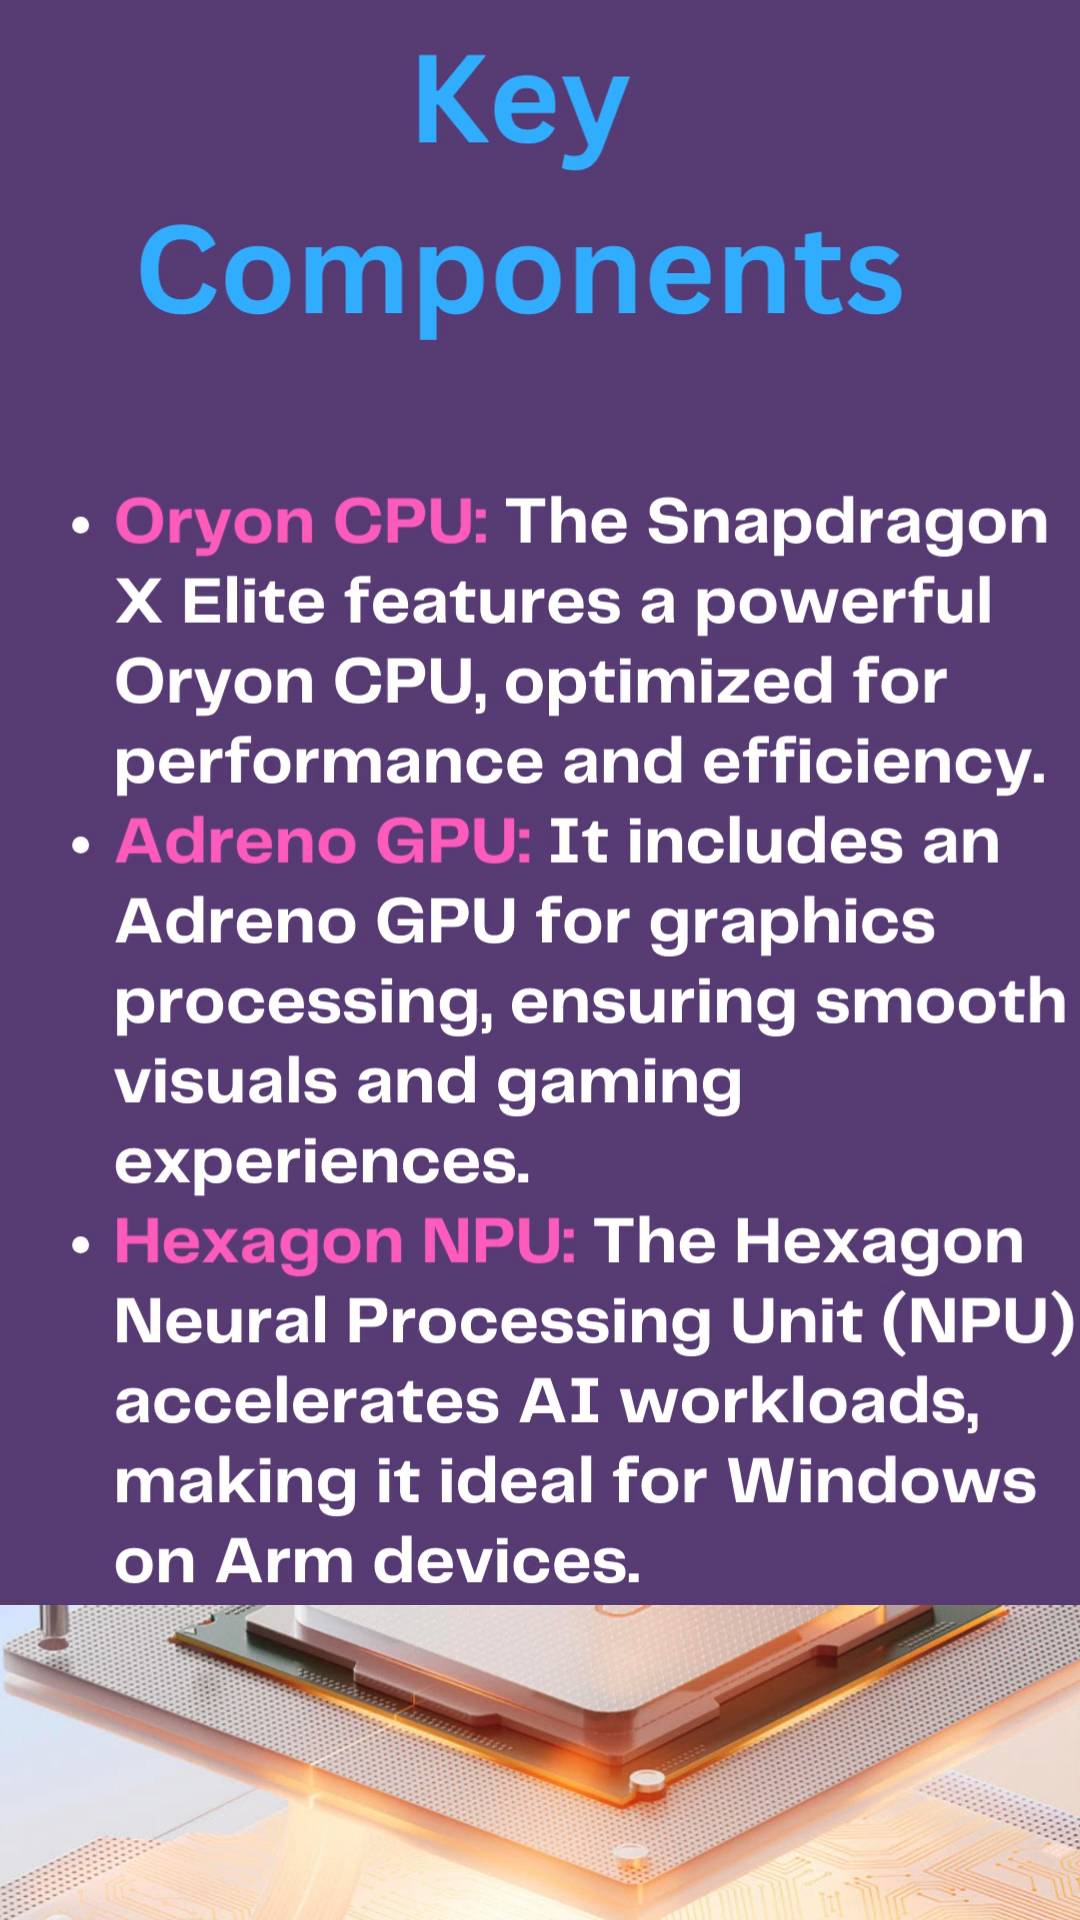 Key
Components
• Oryon CPU: The Snapdragon
X Elite features a powerful
Oryon CPU, optimized for
performance and efficiency.
• Adreno GPU: It includes an
Adreno GPU for graphics
processing, ensuring smooth
visuals and gaming
experiences.
• Hexagon NPU: The Hexagon
Neural Processing Unit (NPU)
accelerates AI workloads,
making it ideal for Windows
on Arm devices.